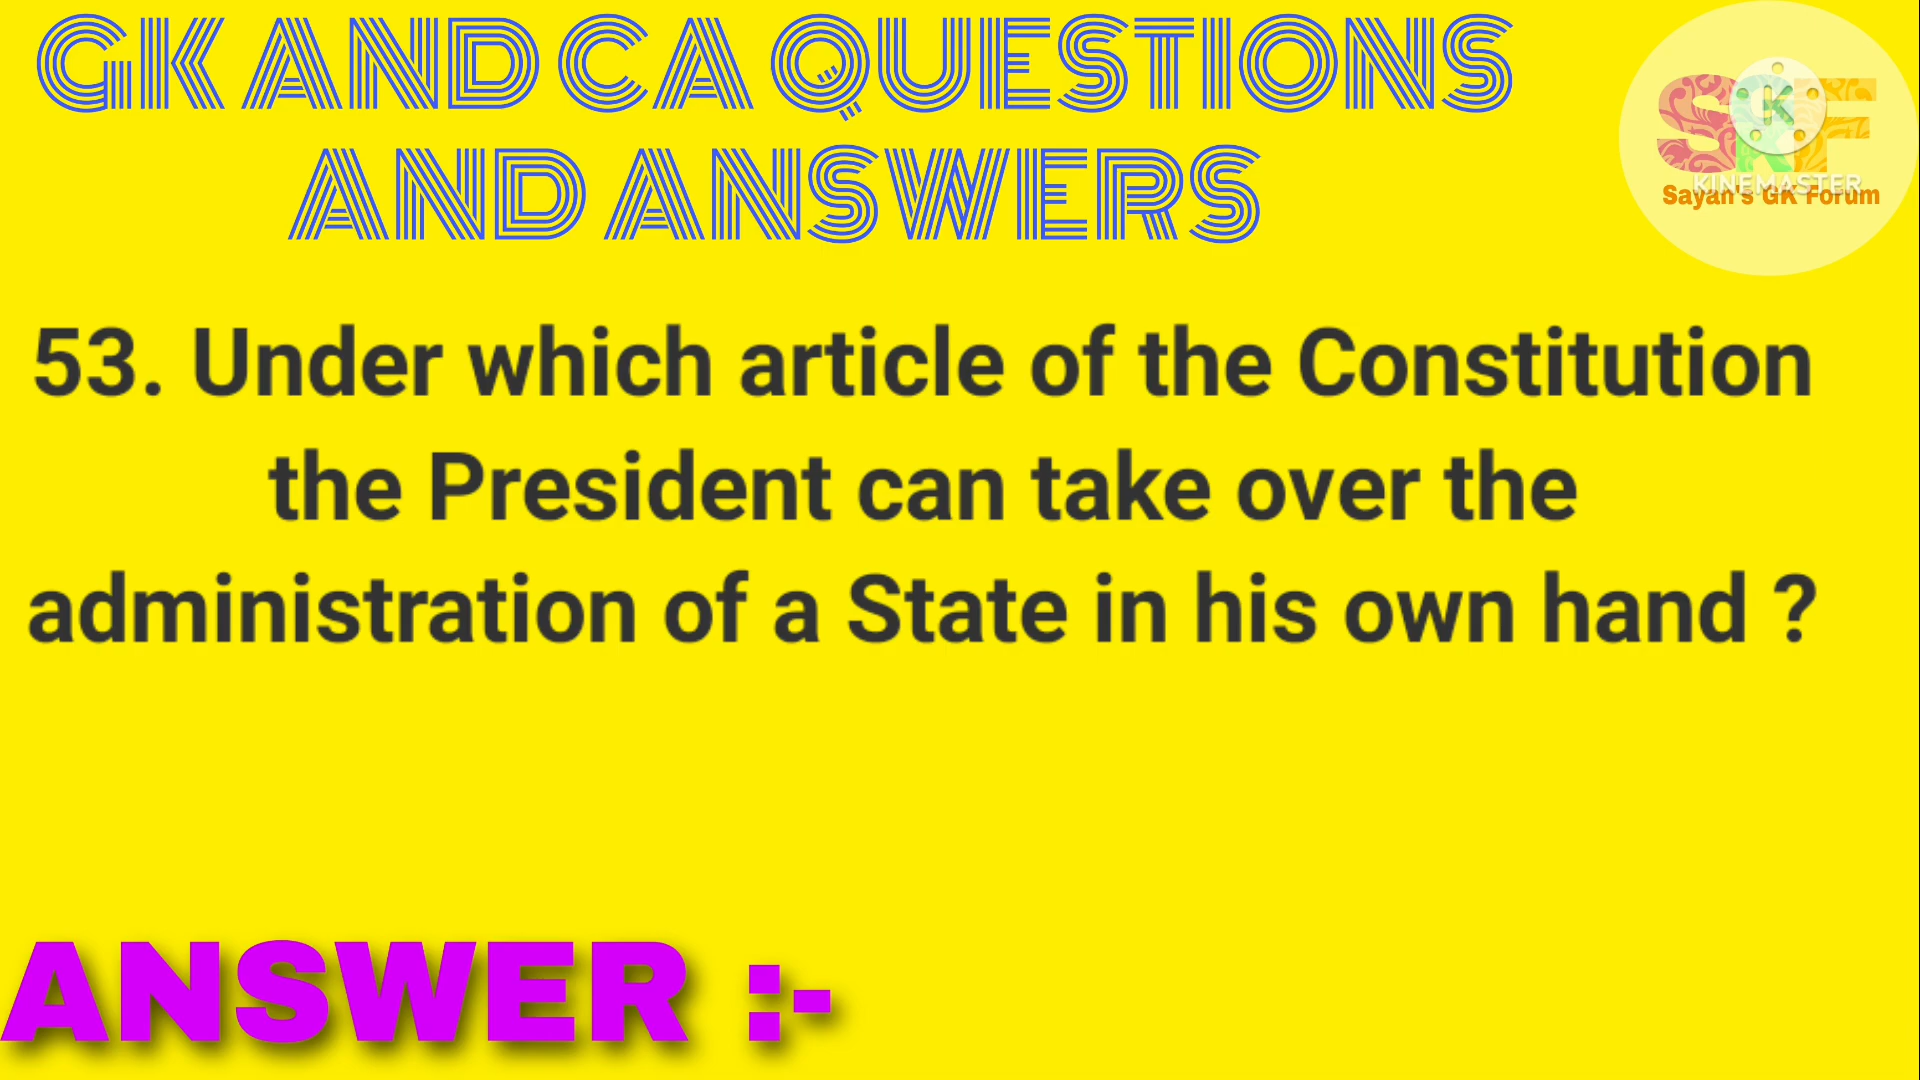 GK AND CA QUESTIONS
AND ANSWERS
SKF
K
KINEMASTER
Sayan's GK Forum
53. Under which article of the Constitution
the President can take over the
administration of a State in his own hand ?
ANSWER :-